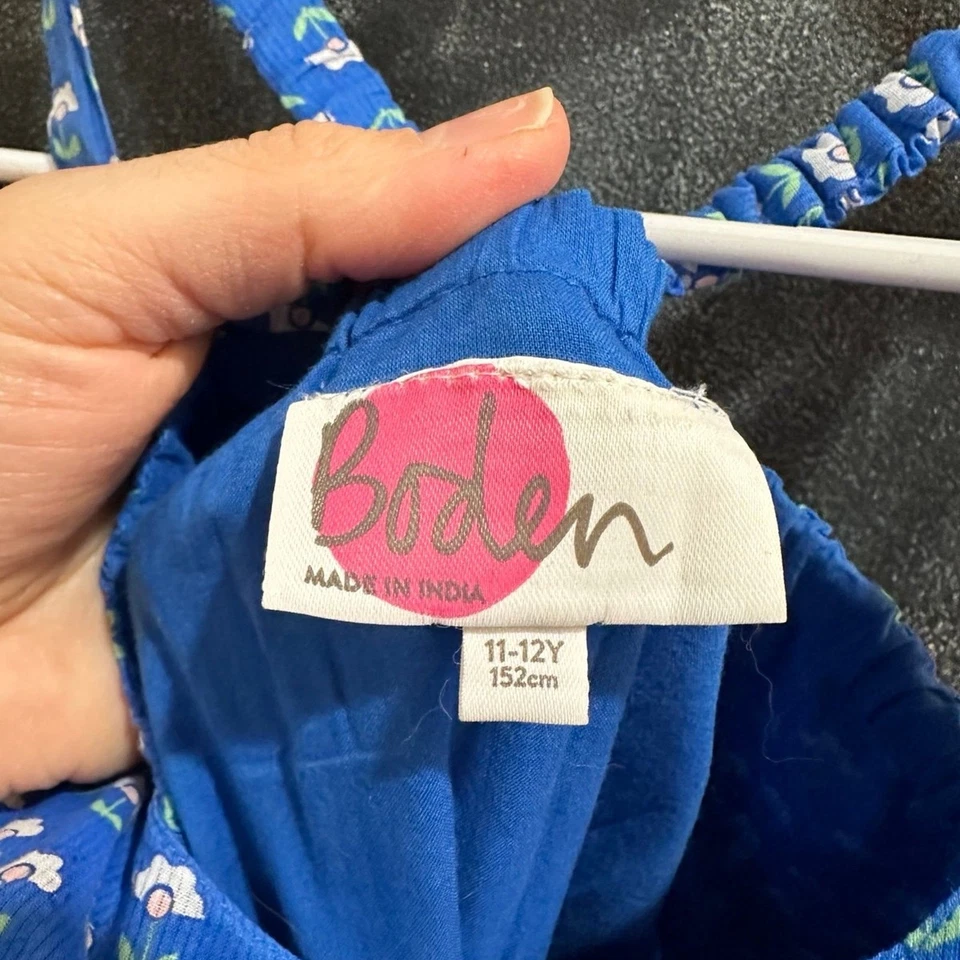 Boden
MADE IN INDIA
11-12Y
152cm